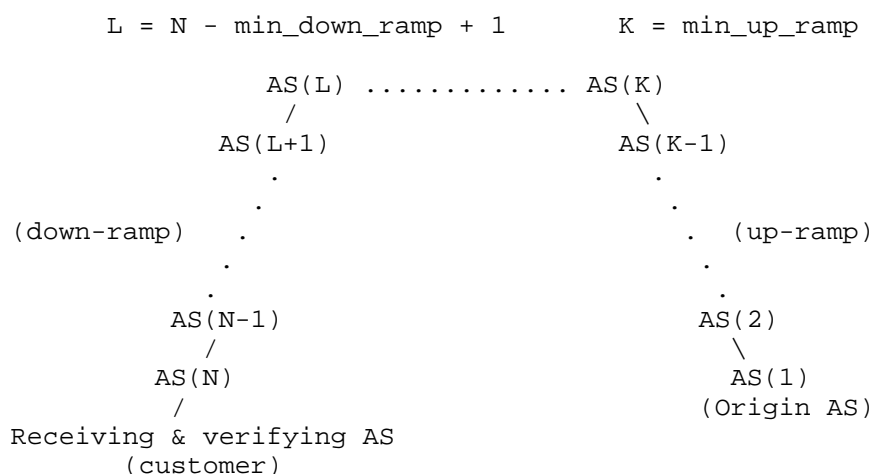 L = N - min_down_ramp + 1 K = min_up_ramp
AS(L) ............. AS(K)
/ \
AS(L+1) AS(K-1)
. .
. .
(down-ramp) . . (up-ramp)
. .
. .
AS(N-1) AS(2)
/ \
AS(N) AS(1)
/ (Origin AS)
Receiving & verifying AS
(customer)